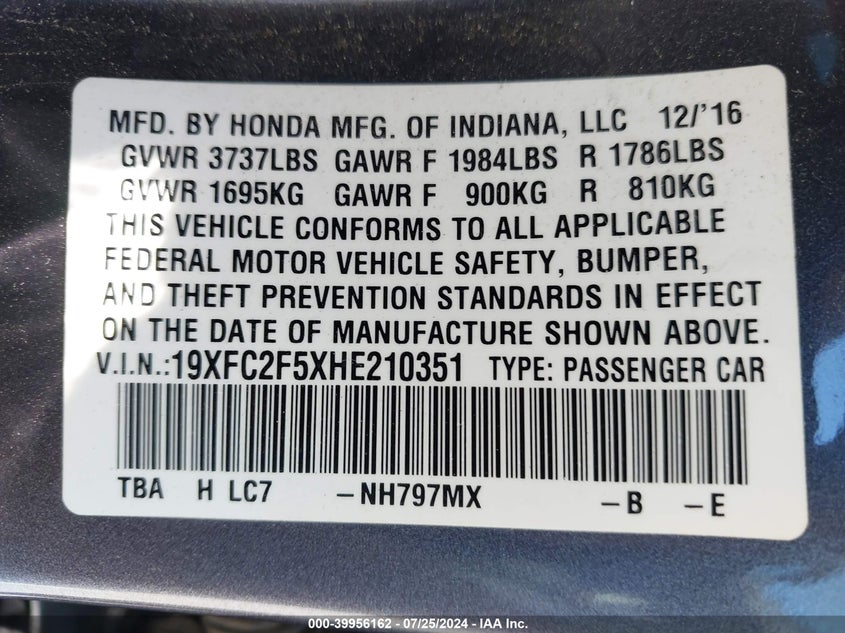 MFD. BY HONDA MFG. OF INDIANA, LLC 12/'16
GVWR 3737LBS GAWR F 1984LBS R 1786LBS
GVWR 1695KG GAWR F 900KG R 810KG
THIS VEHICLE CONFORMS TO ALL APPLICABLE
FEDERAL MOTOR VEHICLE SAFETY, BUMPER,
AND THEFT PREVENTION STANDARDS IN EFFECT
ON THE DATE OF MANUFACTURE SHOWN ABOVE.
V.I.N.:19XFC2F5XHE210351 TYPE: PASSENGER CAR
TBA H LC7 –NH797MX –B –E
000-39956162 - 07/25/2024 - IAA Inc.